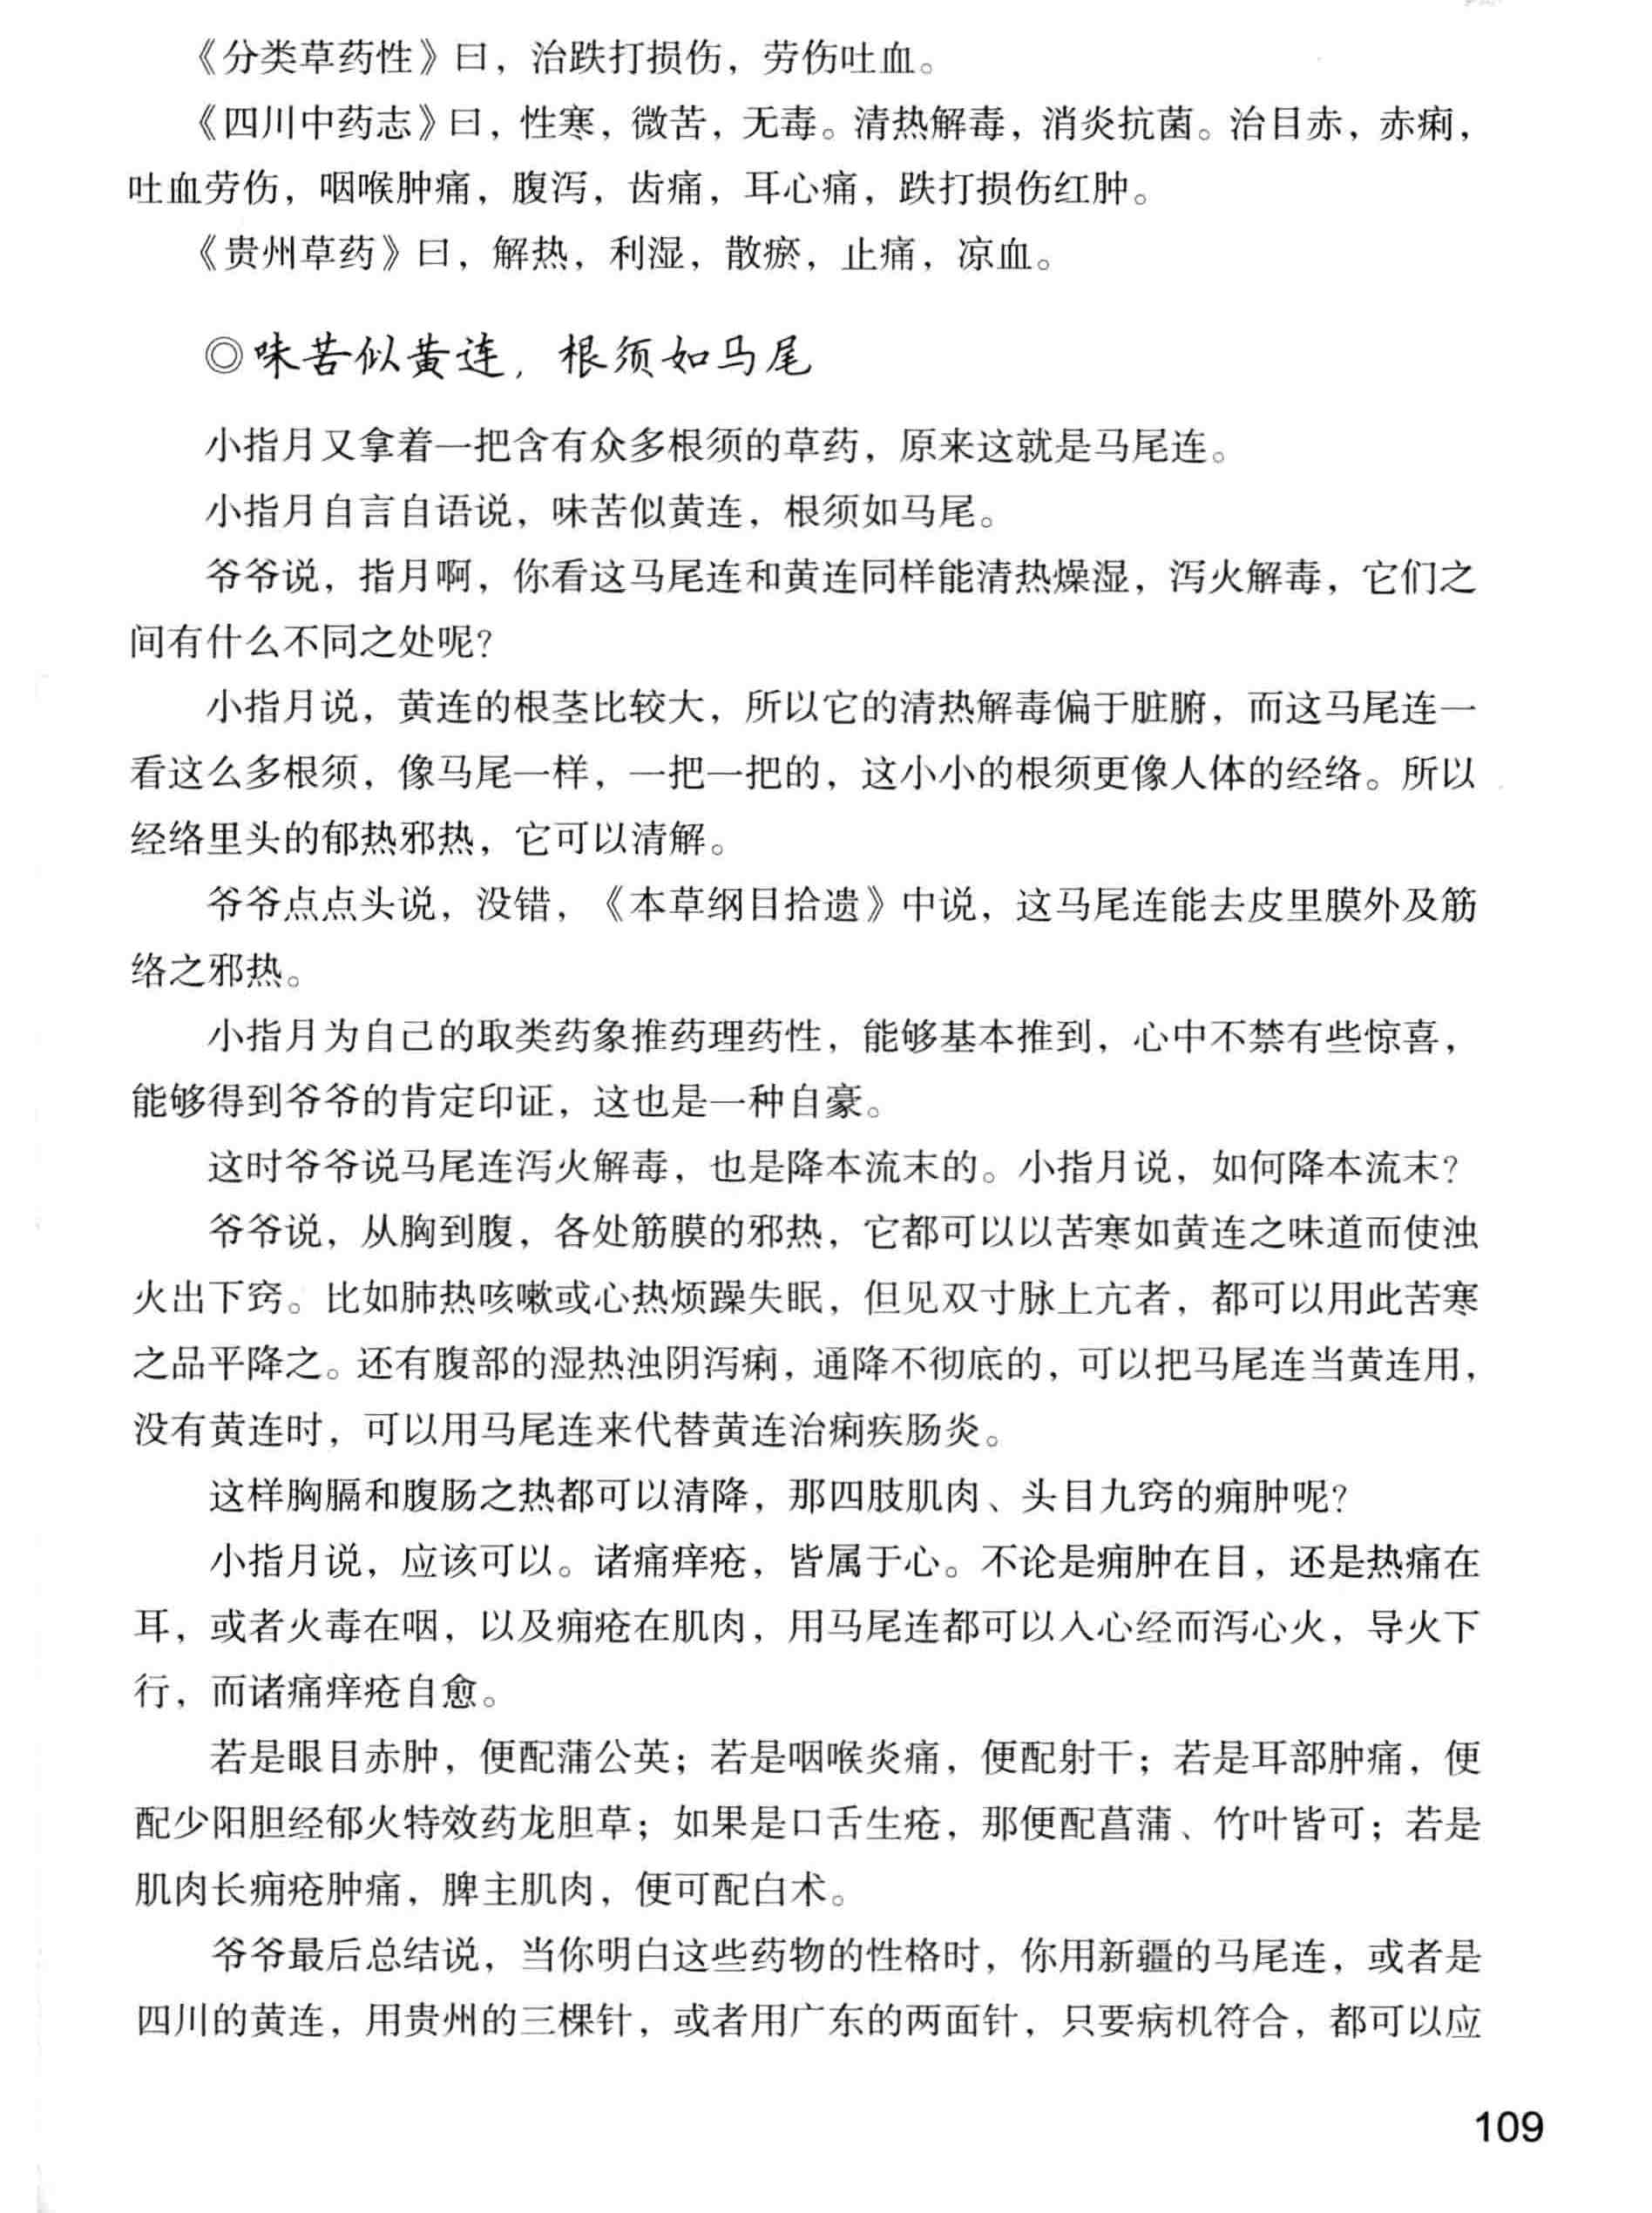 《分类草药性》曰，治跌打损伤，劳伤吐血。
《四川中药志》曰，性寒，微苦，无毒。清热解毒，消炎抗菌。治目赤，赤痢，
吐血劳伤，咽喉肿痛，腹泻，齿痛，耳心痛，跌打损伤红肿。
《贵州草药》曰，解热，利湿，散瘀，止痛，凉血。
◎味苦似黄连，根须如马尾
小指月又拿着一把含有众多根须的草药，原来这就是马尾连。
小指月自言自语说，味苦似黄连，根须如马尾。
爷爷说，指月啊，你看这马尾连和黄连同样能清热燥湿，泻火解毒，它们之
间有什么不同之处呢？
小指月说，黄连的根茎比较大，所以它的清热解毒偏于脏腑，而这马尾连一
看这么多根须，像马尾一样，一把一把的，这小小的根须更像人体的经络。所以
经络里头的郁热邪热，它可以清解。
爷爷点点头说，没错，《本草纲目拾遗》中说，这马尾连能去皮里膜外及筋
络之邪热。
小指月为自己的取类药象推药理药性，能够基本推到，心中不禁有些惊喜，
能够得到爷爷的肯定印证，这也是一种自豪。
这时爷爷说马尾连泻火解毒，也是降本流末的。小指月说，如何降本流末？
爷爷说，从胸到腹，各处筋膜的邪热，它都可以以苦寒如黄连之味道而使浊
火出下窍。比如肺热咳嗽或心热烦躁失眠，但见双寸脉上亢者，都可以用此苦寒
之品平降之。还有腹部的湿热浊阴泻痢，通降不彻底的，可以把马尾连当黄连用，
没有黄连时，可以用马尾连来代替黄连治痢疾肠炎。
这样胸膈和腹肠之热都可以清降，那四肢肌肉、头目九窍的痈肿呢？
小指月说，应该可以。诸痛痒疮，皆属于心。不论是痈肿在目，还是热痛在
耳，或者火毒在咽，以及痈疮在肌肉，用马尾连都可以入心经而泻心火，导火下
行，而诸痛痒疮自愈。
若是眼目赤肿，便配蒲公英；若是咽喉炎痛，便配射干；若是耳部肿痛，便
配少阳胆经郁火特效药龙胆草；如果是口舌生疮，那便配菖蒲、竹叶皆可；若是
肌肉长痈疮肿痛，脾主肌肉，便可配白术。
爷爷最后总结说，当你明白这些药物的性格时，你用新疆的马尾连，或者是
四川的黄连，用贵州的三棵针，或者用广东的两面针，只要病机符合，都可以应
109